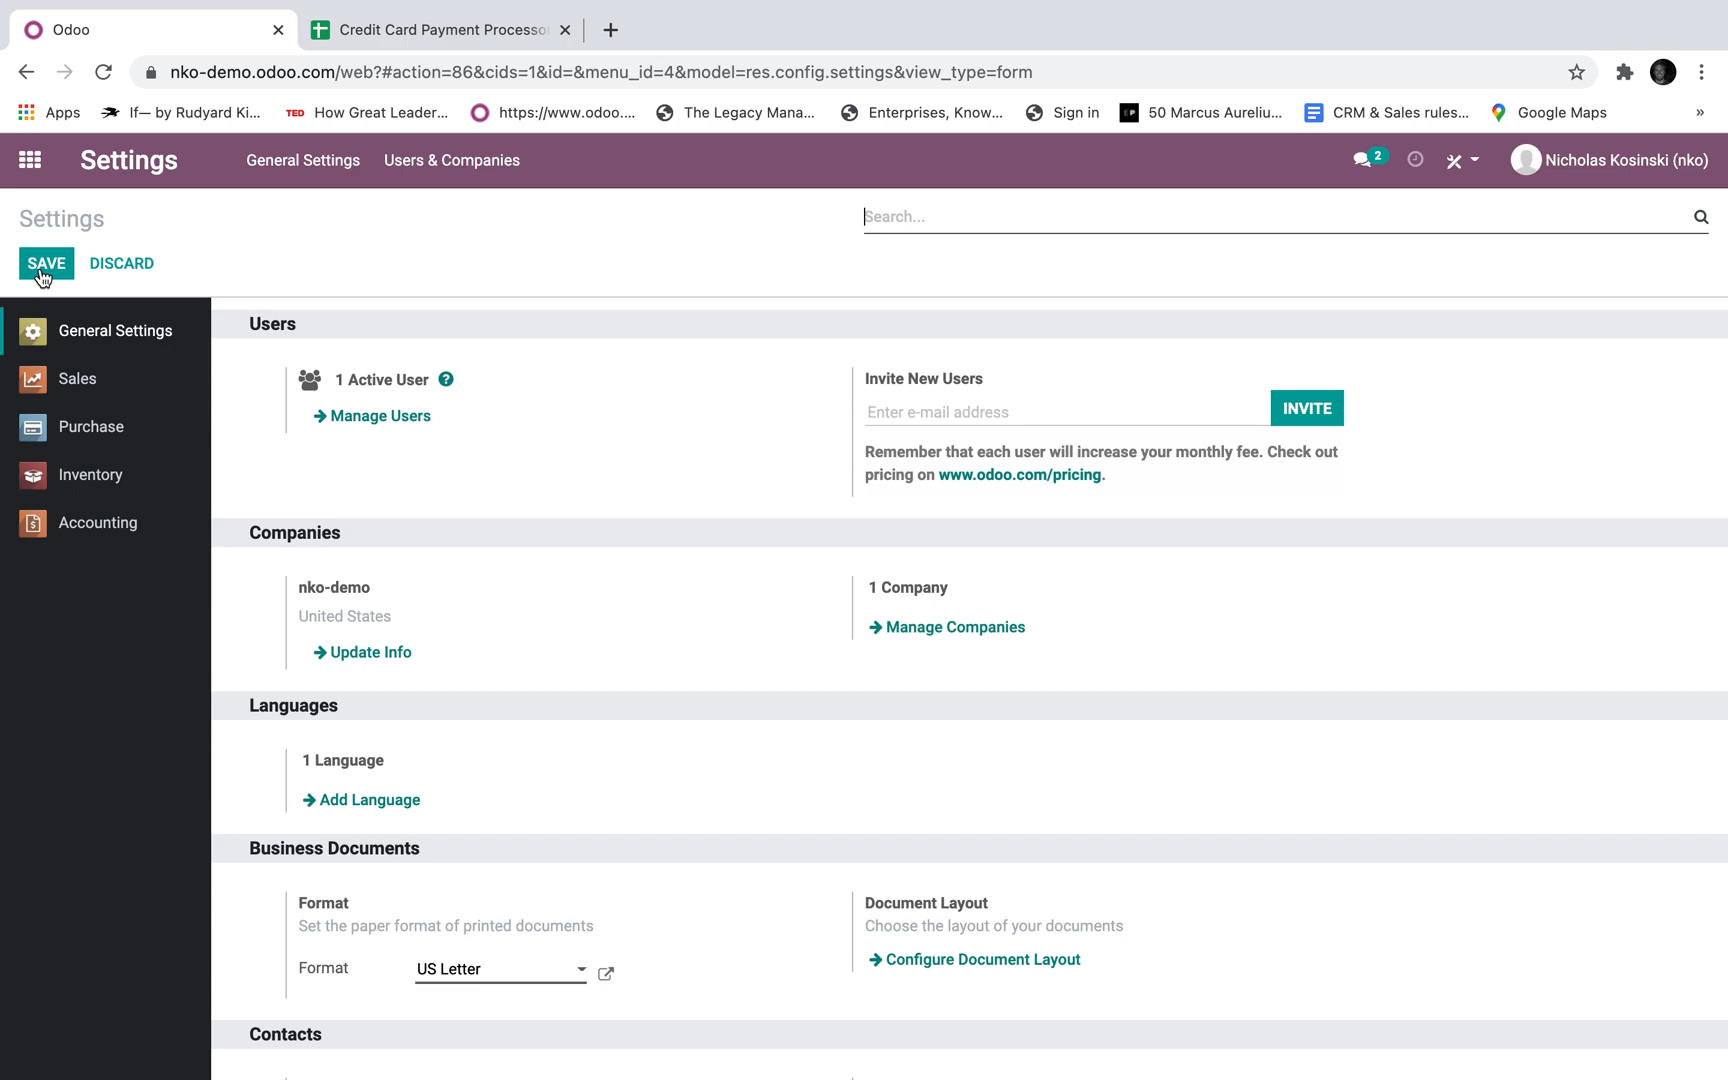 Odoo
Credit Card Payment Processo
nko-demo.odoo.com/web?#action=86&cids=1&id=&menu_id=4&model=res.config.settings&view_type=form
Apps If— by Rudyard Ki... TED How Great Leader... https://www.odoo.... The Legacy Mana... Enterprises, Know... Sign in 50 Marcus Aureliu... CRM & Sales rules... Google Maps »
Settings General Settings Users & Companies 2 Nicholas Kosinski (nko)
Settings
Search...
SAVE DISCARD
General Settings
Sales
Purchase
Inventory
Accounting
Users
1 Active User ?
Manage Users
Invite New Users
Enter e-mail address
INVITE
Remember that each user will increase your monthly fee. Check out
pricing on www.odoo.com/pricing.
Companies
nko-demo
United States
Update Info
1 Company
Manage Companies
Languages
1 Language
Add Language
Business Documents
Format
Set the paper format of printed documents
Format US Letter
Document Layout
Choose the layout of your documents
Configure Document Layout
Contacts